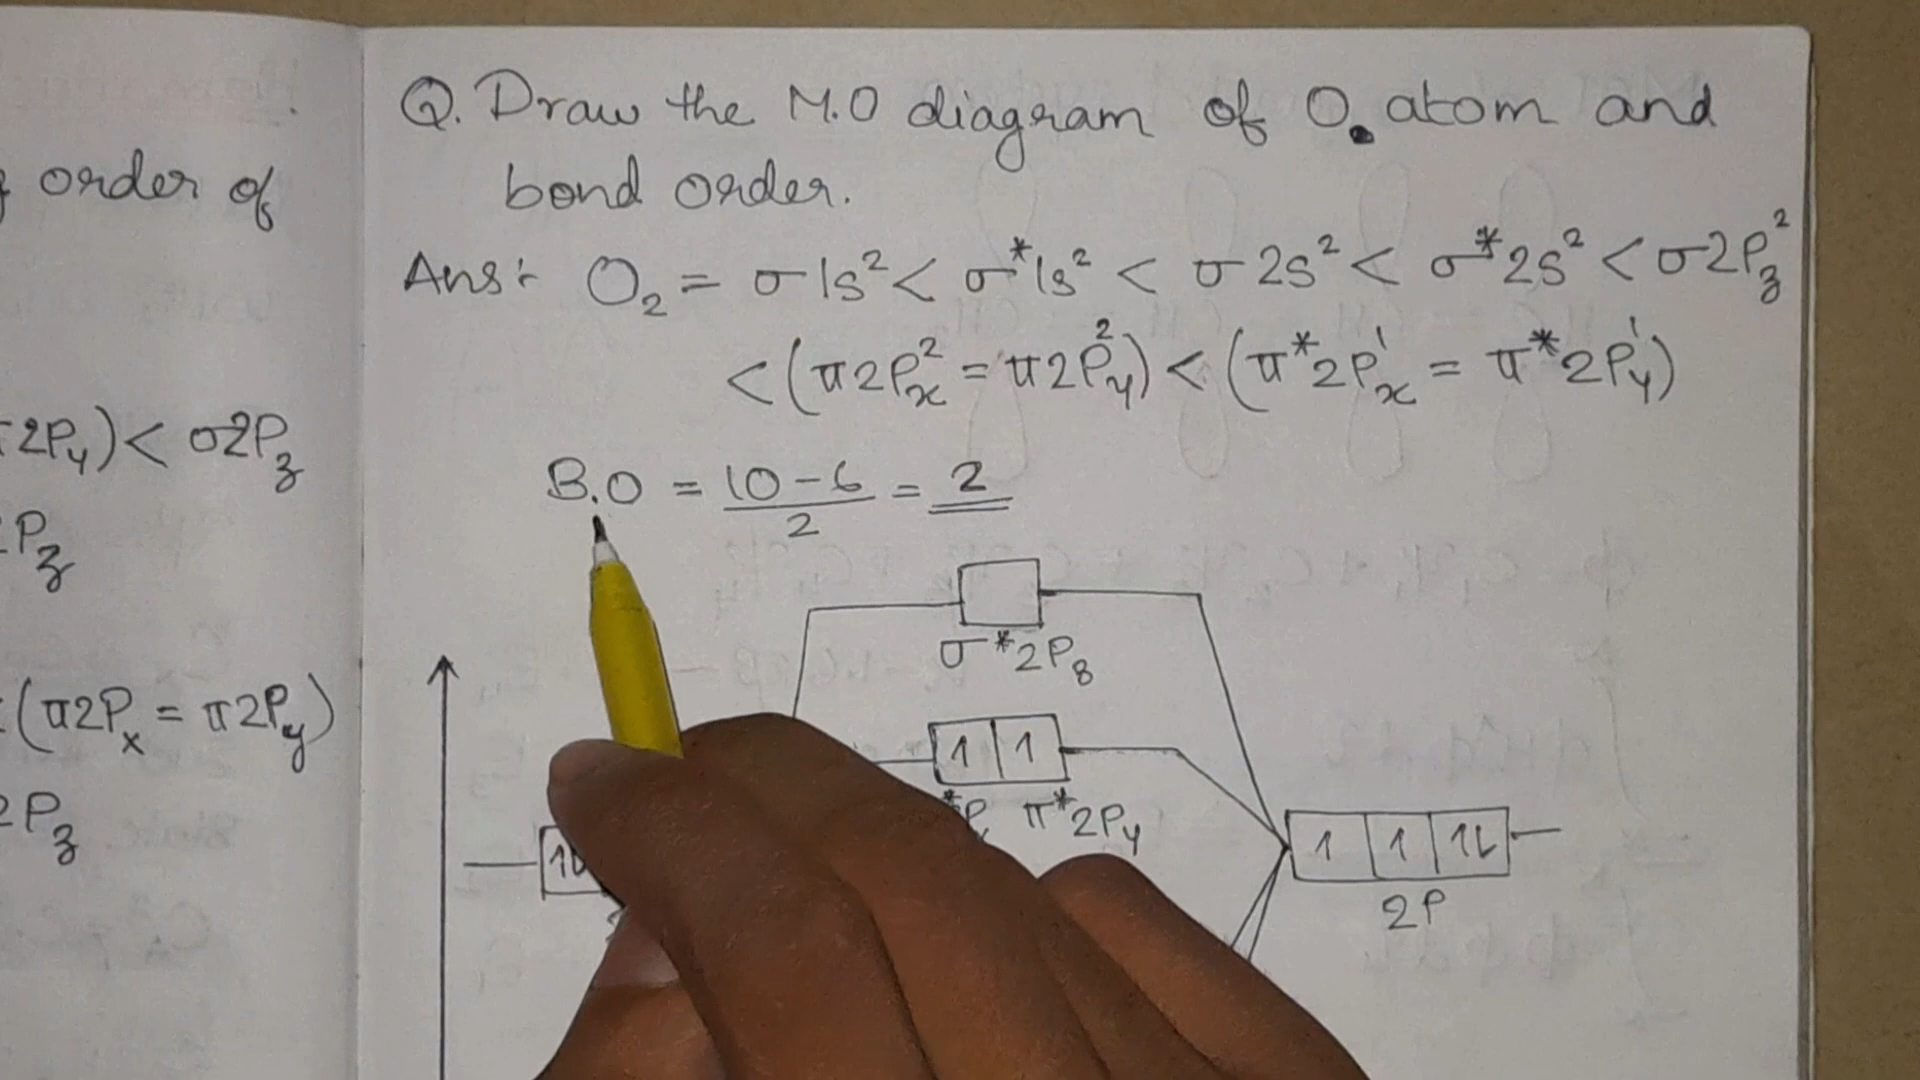 order of
2Py) < σ2Pz
Pz
(π2Px = π2Py)
2Pz
Q. Draw the M.O diagram of O. atom and
bond order.
Ans:- O₂ = σ1s² < σ*1s² < σ2s² < σ*2s² < σ2Pz²
< (π2Px² = π2Py²) < (π*2Px¹ = π*2Py¹)
B.O = 10-6/2 = 2
σ*2Pz
1 1
π*2Py
1 1 1L
2P